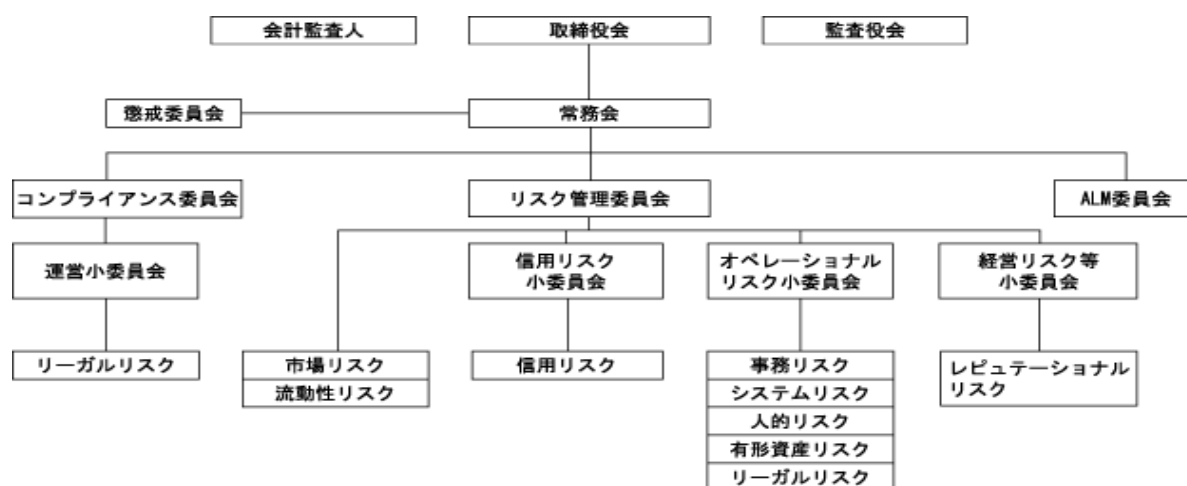 会計監査人
取締役会
監査役会
懲戒委員会
常務会
コンプライアンス委員会
リスク管理委員会
ALM委員会
運営小委員会
信用リスク
小委員会
オペレーショナル
リスク小委員会
経営リスク等
小委員会
リーガルリスク
市場リスク
流動性リスク
信用リスク
事務リスク
システムリスク
人的リスク
有形資産リスク
リーガルリスク
レピュテーショナル
リスク